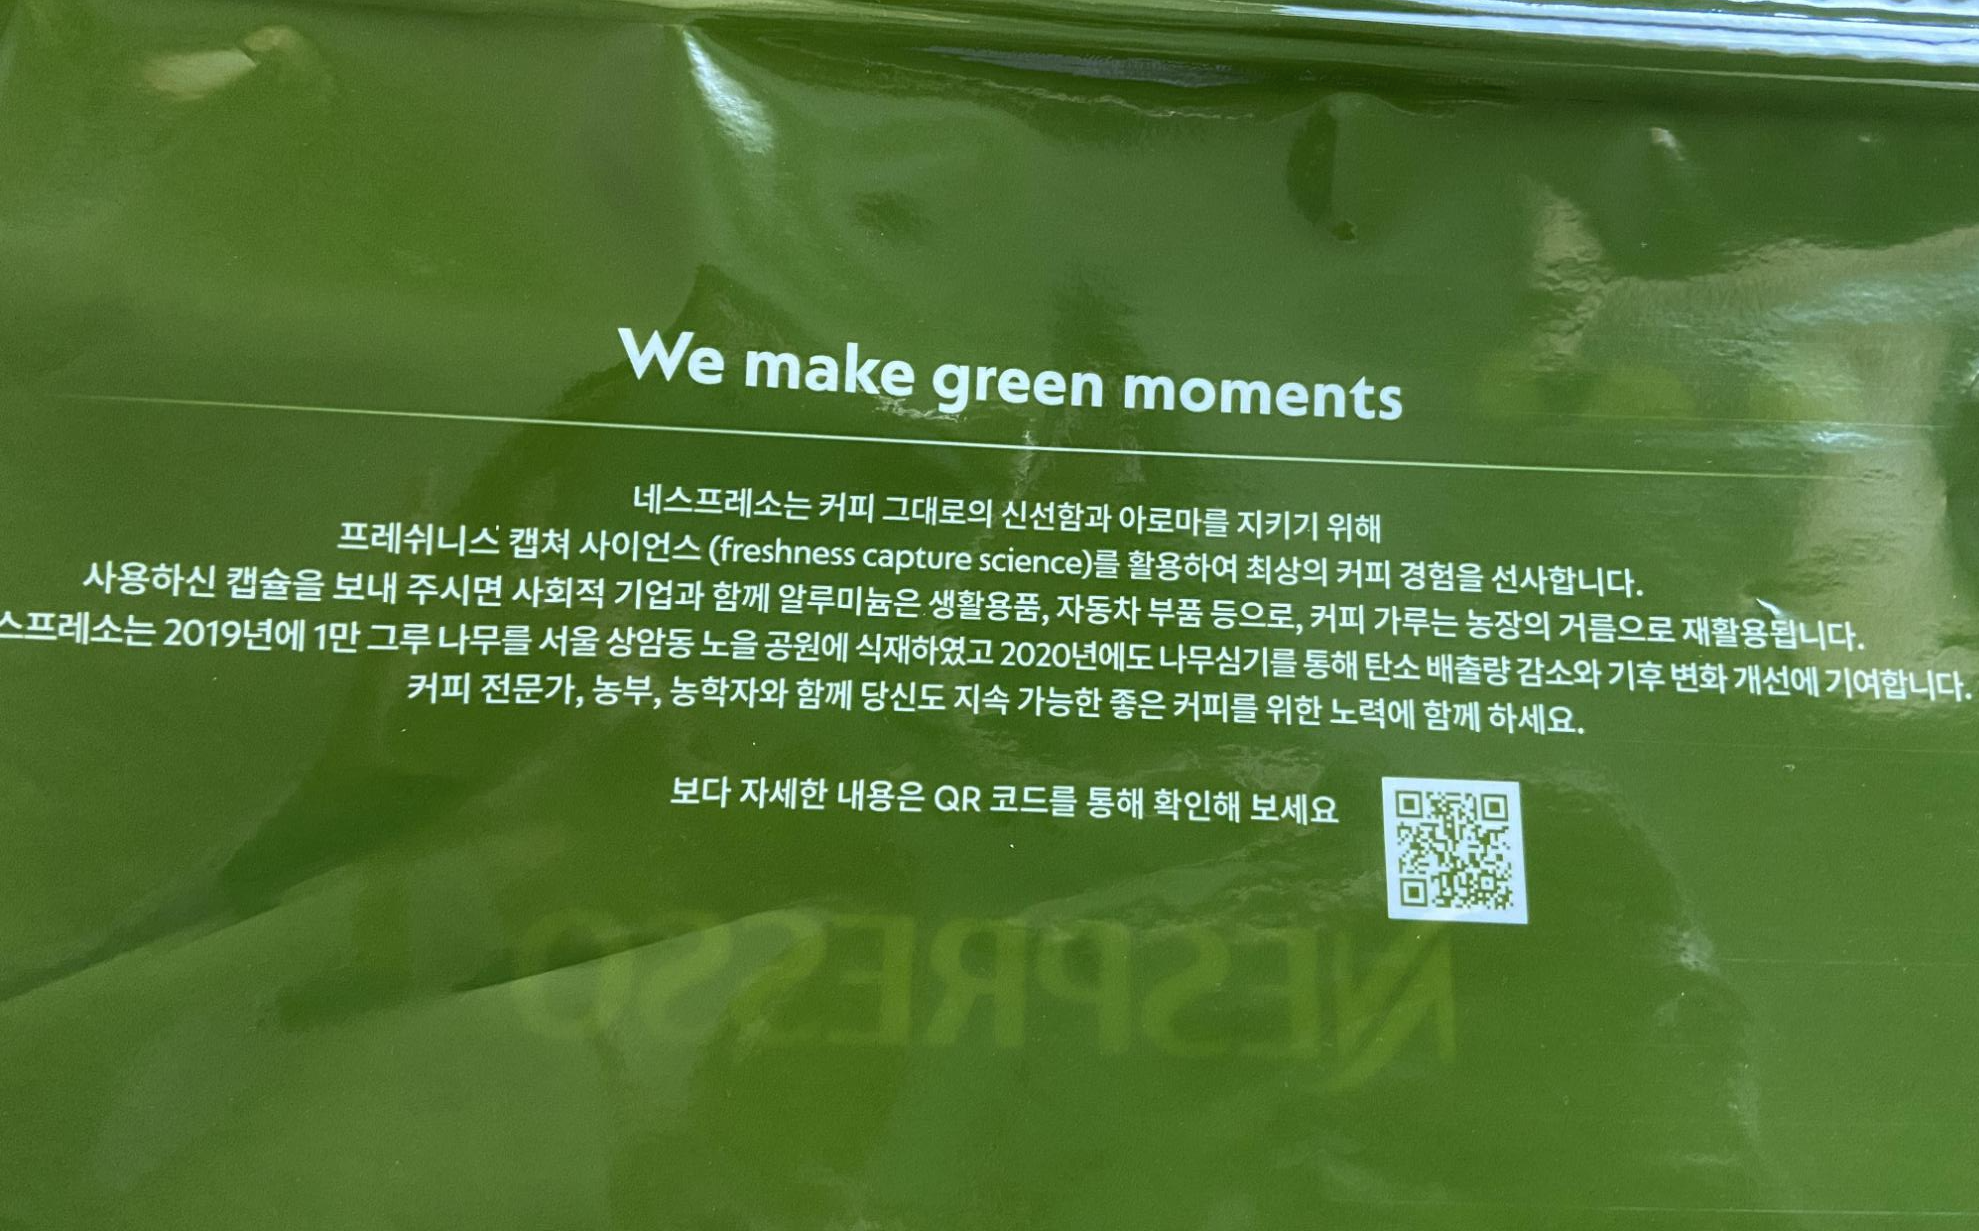 We make green moments
네스프레소는 커피 그대로의 신선함과 아로마를 지키기 위해
프레쉬니스 캡쳐 사이언스 (freshness capture science)를 활용하여 최상의 커피 경험을 선사합니다.
사용하신 캡슐을 보내 주시면 사회적 기업과 함께 알루미늄은 생활용품, 자동차 부품 등으로, 커피 가루는 농장의 거름으로 재활용됩니다.
스프레소는 2019년에 1만 그루 나무를 서울 상암동 노을 공원에 식재하였고 2020년에도 나무심기를 통해 탄소 배출량 감소와 기후 변화 개선에 기여합니다.
커피 전문가, 농부, 농학자와 함께 당신도 지속 가능한 좋은 커피를 위한 노력에 함께 하세요.
보다 자세한 내용은 QR 코드를 통해 확인해 보세요
NESPRESSO